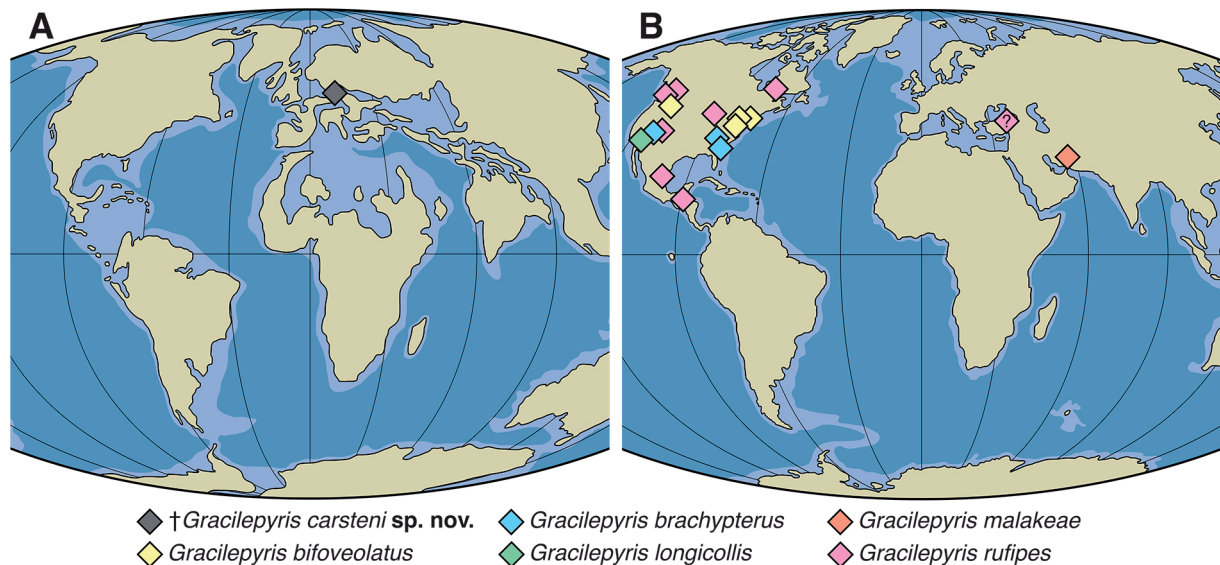 A
B
?
†Gracilepyris carsteni sp. nov.
Gracilepyris brachypterus
Gracilepyris malakeae
Gracilepyris bifoveolatus
Gracilepyris longicollis
Gracilepyris rufipes